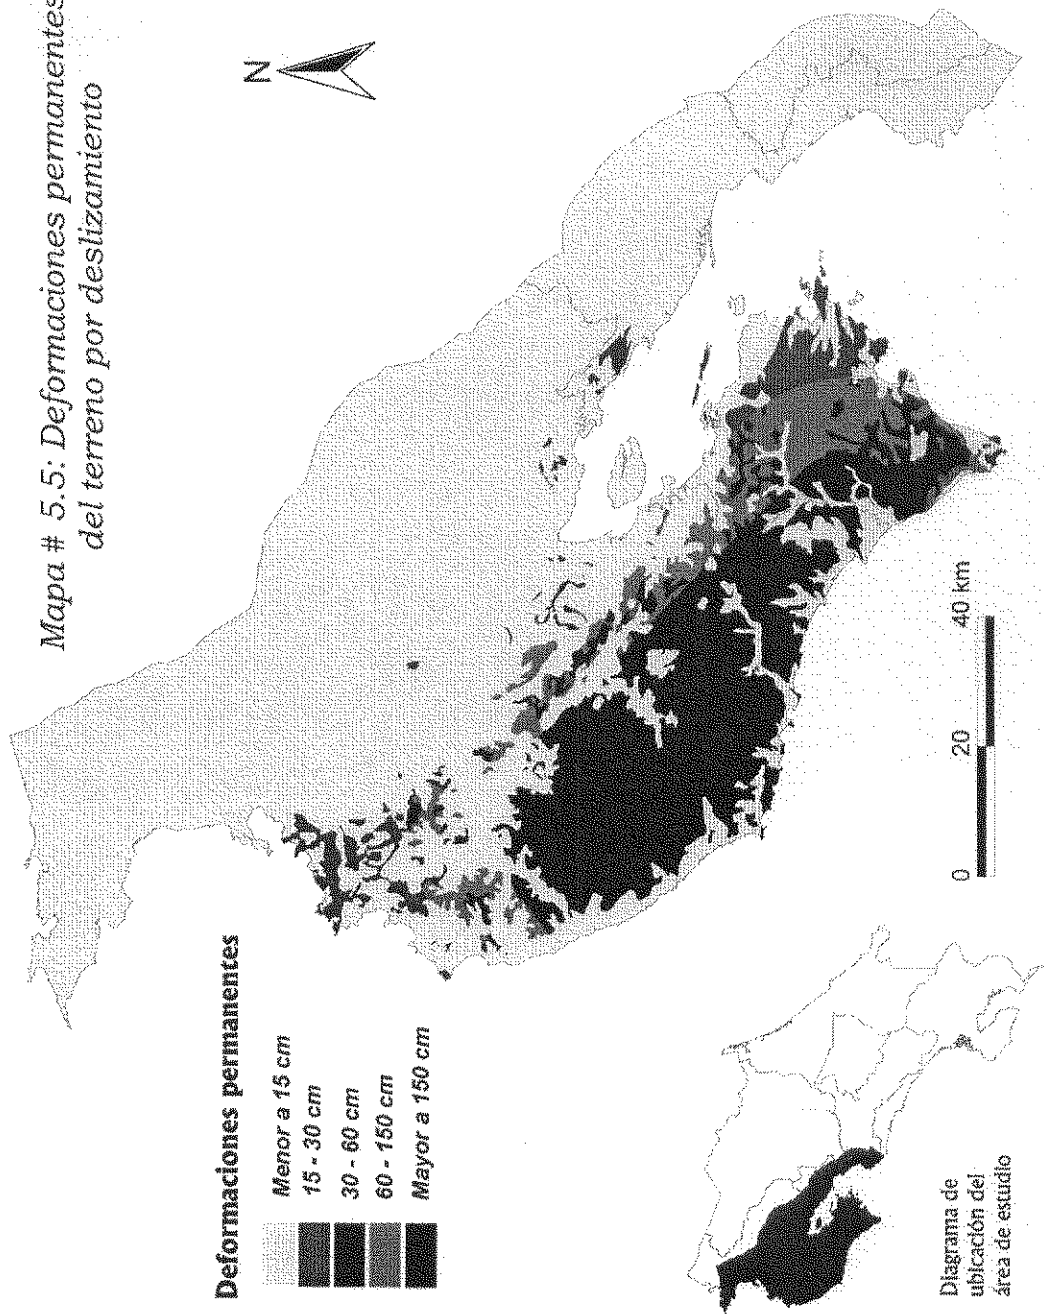 Mapa # 5.5: Deformaciones permanentes
del terreno por deslizamiento
N
Deformaciones permanentes
Menor a 15 cm
15 - 30 cm
30 - 60 cm
60 - 150 cm
Mayor a 150 cm
0 20 40 km
Diagrama de
ubicación del
área de estudio